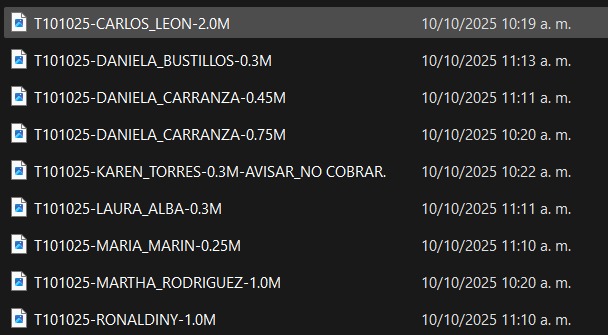 T101025-CARLOS_LEON-2.0M 10/10/2025 10:19 a. m.
T101025-DANIELA_BUSTILLOS-0.3M 10/10/2025 11:13 a. m.
T101025-DANIELA_CARRANZA-0.45M 10/10/2025 11:11 a. m.
T101025-DANIELA_CARRANZA-0.75M 10/10/2025 10:20 a. m.
T101025-KAREN_TORRES-0.3M-AVISAR_NO COBRAR. 10/10/2025 10:22 a. m.
T101025-LAURA_ALBA-0.3M 10/10/2025 11:11 a. m.
T101025-MARIA_MARIN-0.25M 10/10/2025 11:10 a. m.
T101025-MARTHA_RODRIGUEZ-1.0M 10/10/2025 10:20 a. m.
T101025-RONALDINY-1.0M 10/10/2025 11:10 a. m.